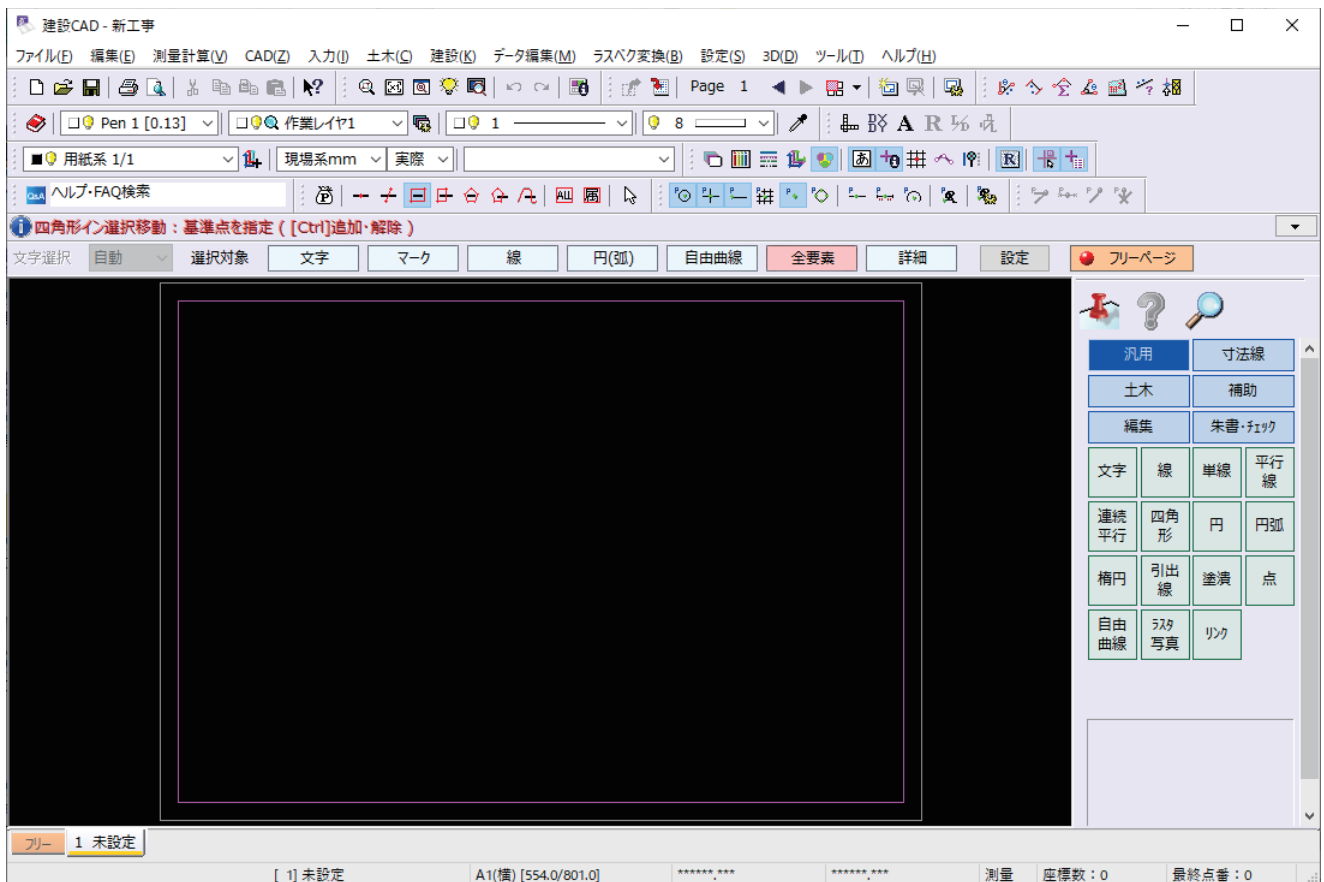 建設CAD - 新工事
ファイル(F) 編集(E) 測量計算(V) CAD(Z) 入力(I) 土木(C) 建設(K) データ編集(M) ラスベク変換(B) 設定(S) 3D(D) ツール(T) ヘルプ(H)
Page 1
Pen 1 [0.13] 作業レイヤ1 1 8 A R
用紙系 1/1 現場系mm 実際 あ R
Q&A ヘルプ・FAQ検索 P ALL 属
四角形イン選択移動：基準点を指定 ( [Ctrl]追加・解除 )
文字選択 自動 選択対象 文字 マーク 線 円(弧) 自由曲線 全要素 詳細 設定 フリーページ
汎用 寸法線
土木 補助
編集 朱書・チェック
文字 線 単線 平行線
連続平行 四角形 円 円弧
楕円 引出線 塗潰 点
自由曲線 ラスタ写真 リンク
フリー 1 未設定
[ 1] 未設定 A1(横) [554.0/801.0] ******.*** ******.*** 測量 座標数：0 最終点番：0